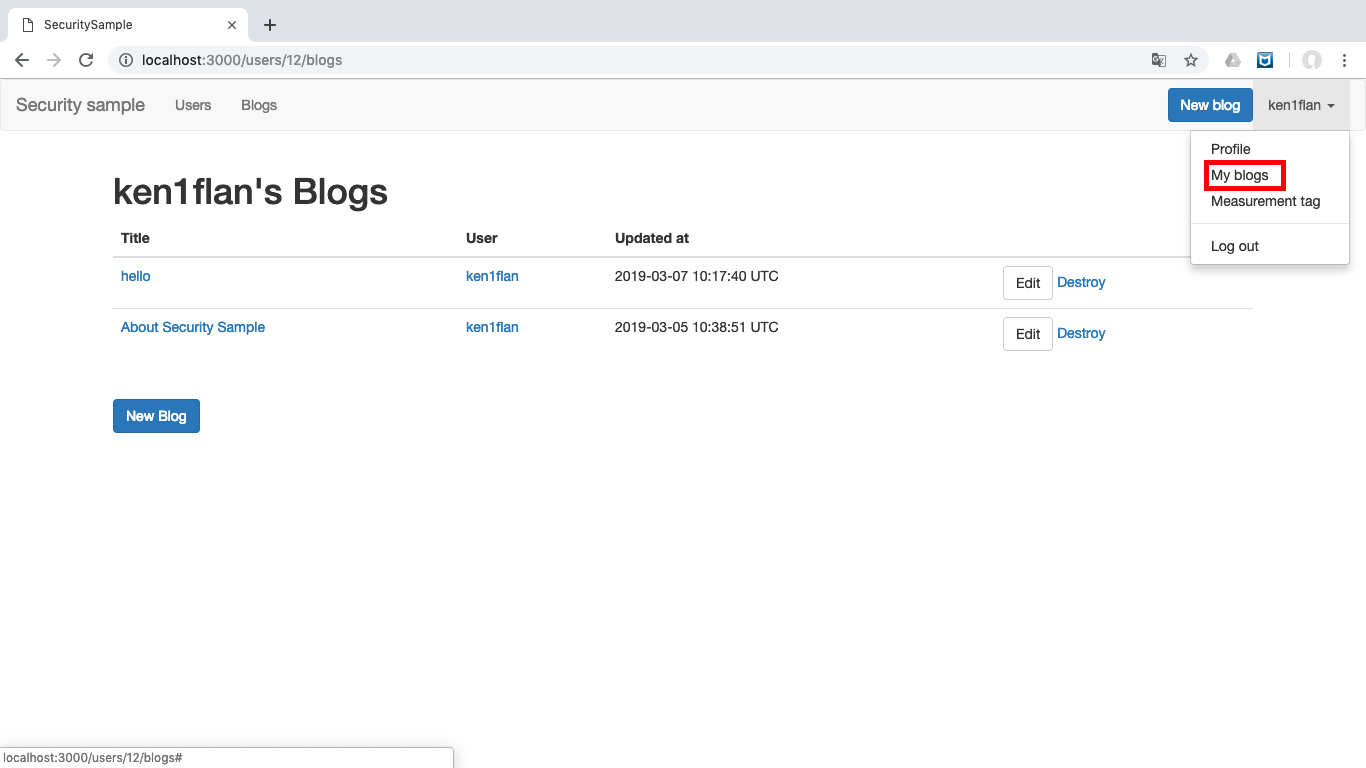 SecuritySample
localhost:3000/users/12/blogs
Security sample Users Blogs New blog ken1flan
Profile
My blogs
Measurement tag
Log out
ken1flan's Blogs
Title User Updated at
hello ken1flan 2019-03-07 10:17:40 UTC Edit Destroy
About Security Sample ken1flan 2019-03-05 10:38:51 UTC Edit Destroy
New Blog
localhost:3000/users/12/blogs#